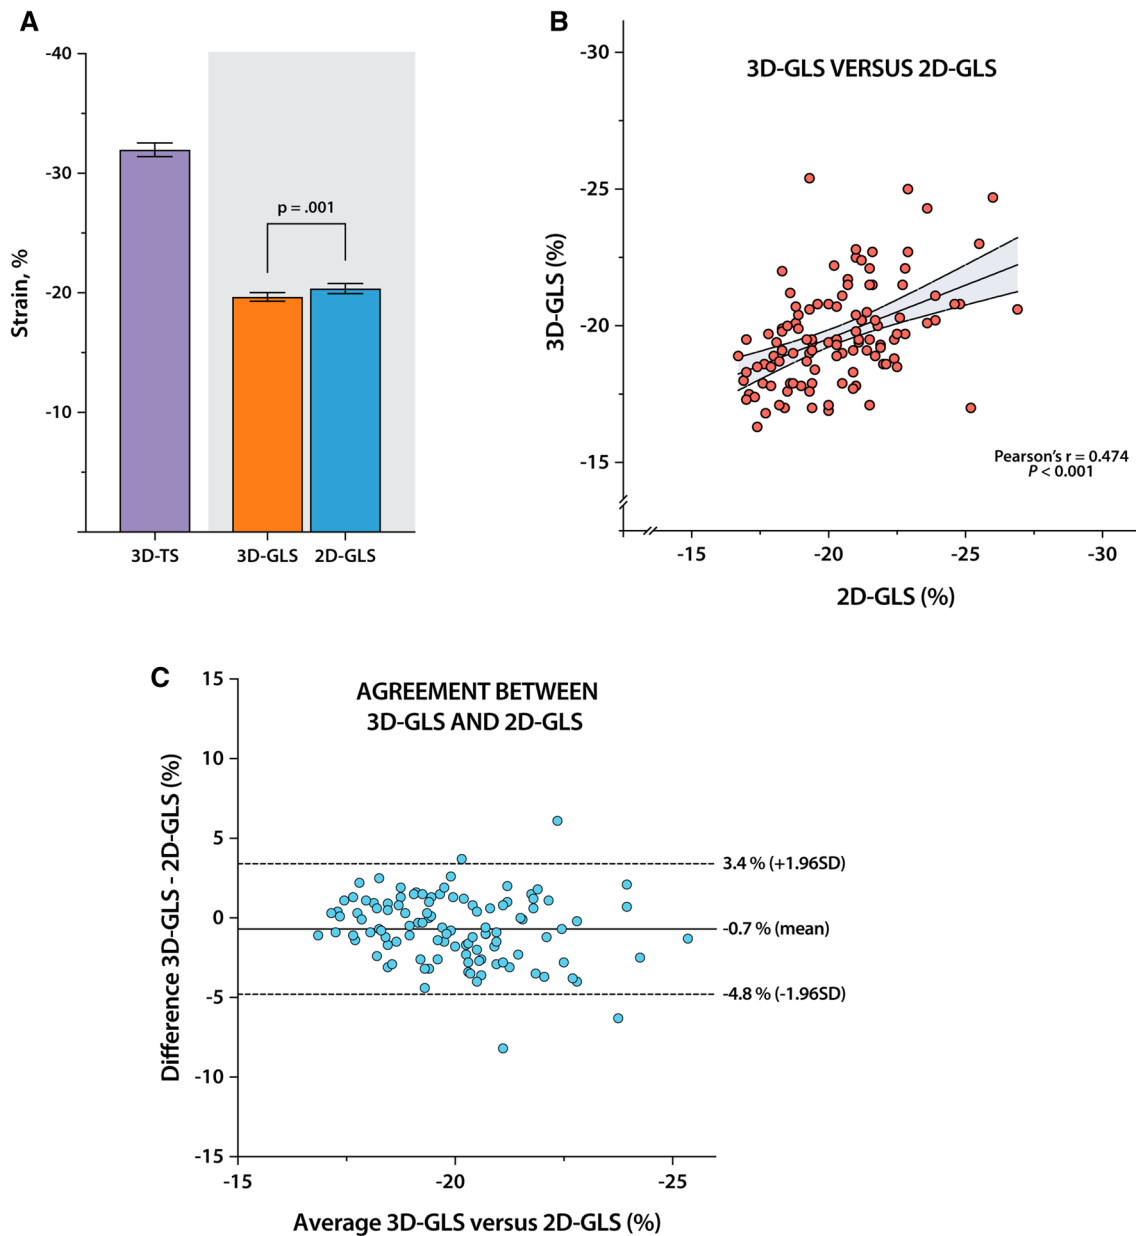 A
-40
-30
-20
-10
Strain, %
p = .001
3D-TS
3D-GLS
2D-GLS
B
3D-GLS VERSUS 2D-GLS
-30
-25
-20
-15
3D-GLS (%)
Pearson's r = 0.474
P < 0.001
-15
-20
-25
-30
2D-GLS (%)
C
AGREEMENT BETWEEN
3D-GLS AND 2D-GLS
15
10
5
0
-5
-10
-15
Difference 3D-GLS - 2D-GLS (%)
3.4 % (+1.96SD)
-0.7 % (mean)
-4.8 % (-1.96SD)
-15
-20
-25
Average 3D-GLS versus 2D-GLS (%)